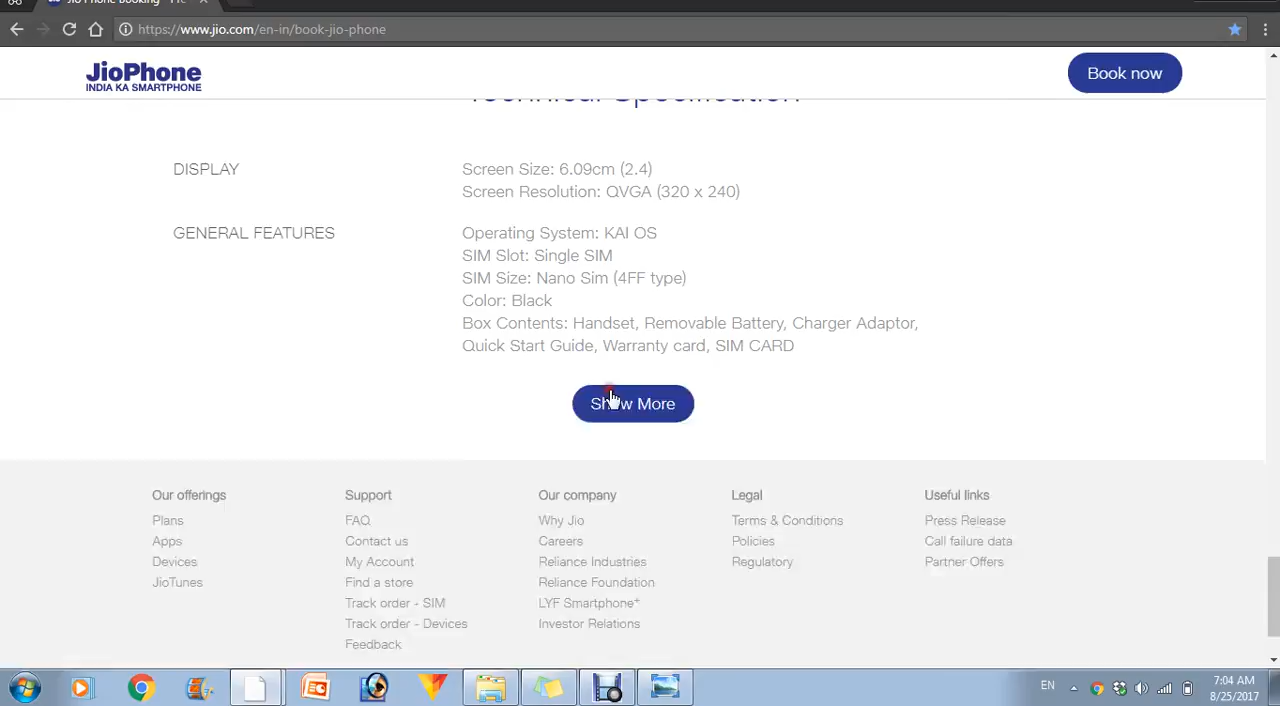 https://www.jio.com/en-in/book-jio-phone
JioPhone
INDIA KA SMARTPHONE
Book now
Technical Specification
DISPLAY
Screen Size: 6.09cm (2.4)
Screen Resolution: QVGA (320 x 240)
GENERAL FEATURES
Operating System: KAI OS
SIM Slot: Single SIM
SIM Size: Nano Sim (4FF type)
Color: Black
Box Contents: Handset, Removable Battery, Charger Adaptor,
Quick Start Guide, Warranty card, SIM CARD
Show More
Our offerings
Plans
Apps
Devices
JioTunes
Support
FAQ
Contact us
My Account
Find a store
Track order - SIM
Track order - Devices
Feedback
Our company
Why Jio
Careers
Reliance Industries
Reliance Foundation
LYF Smartphone+
Investor Relations
Legal
Terms & Conditions
Policies
Regulatory
Useful links
Press Release
Call failure data
Partner Offers
EN
7:04 AM
8/25/2017